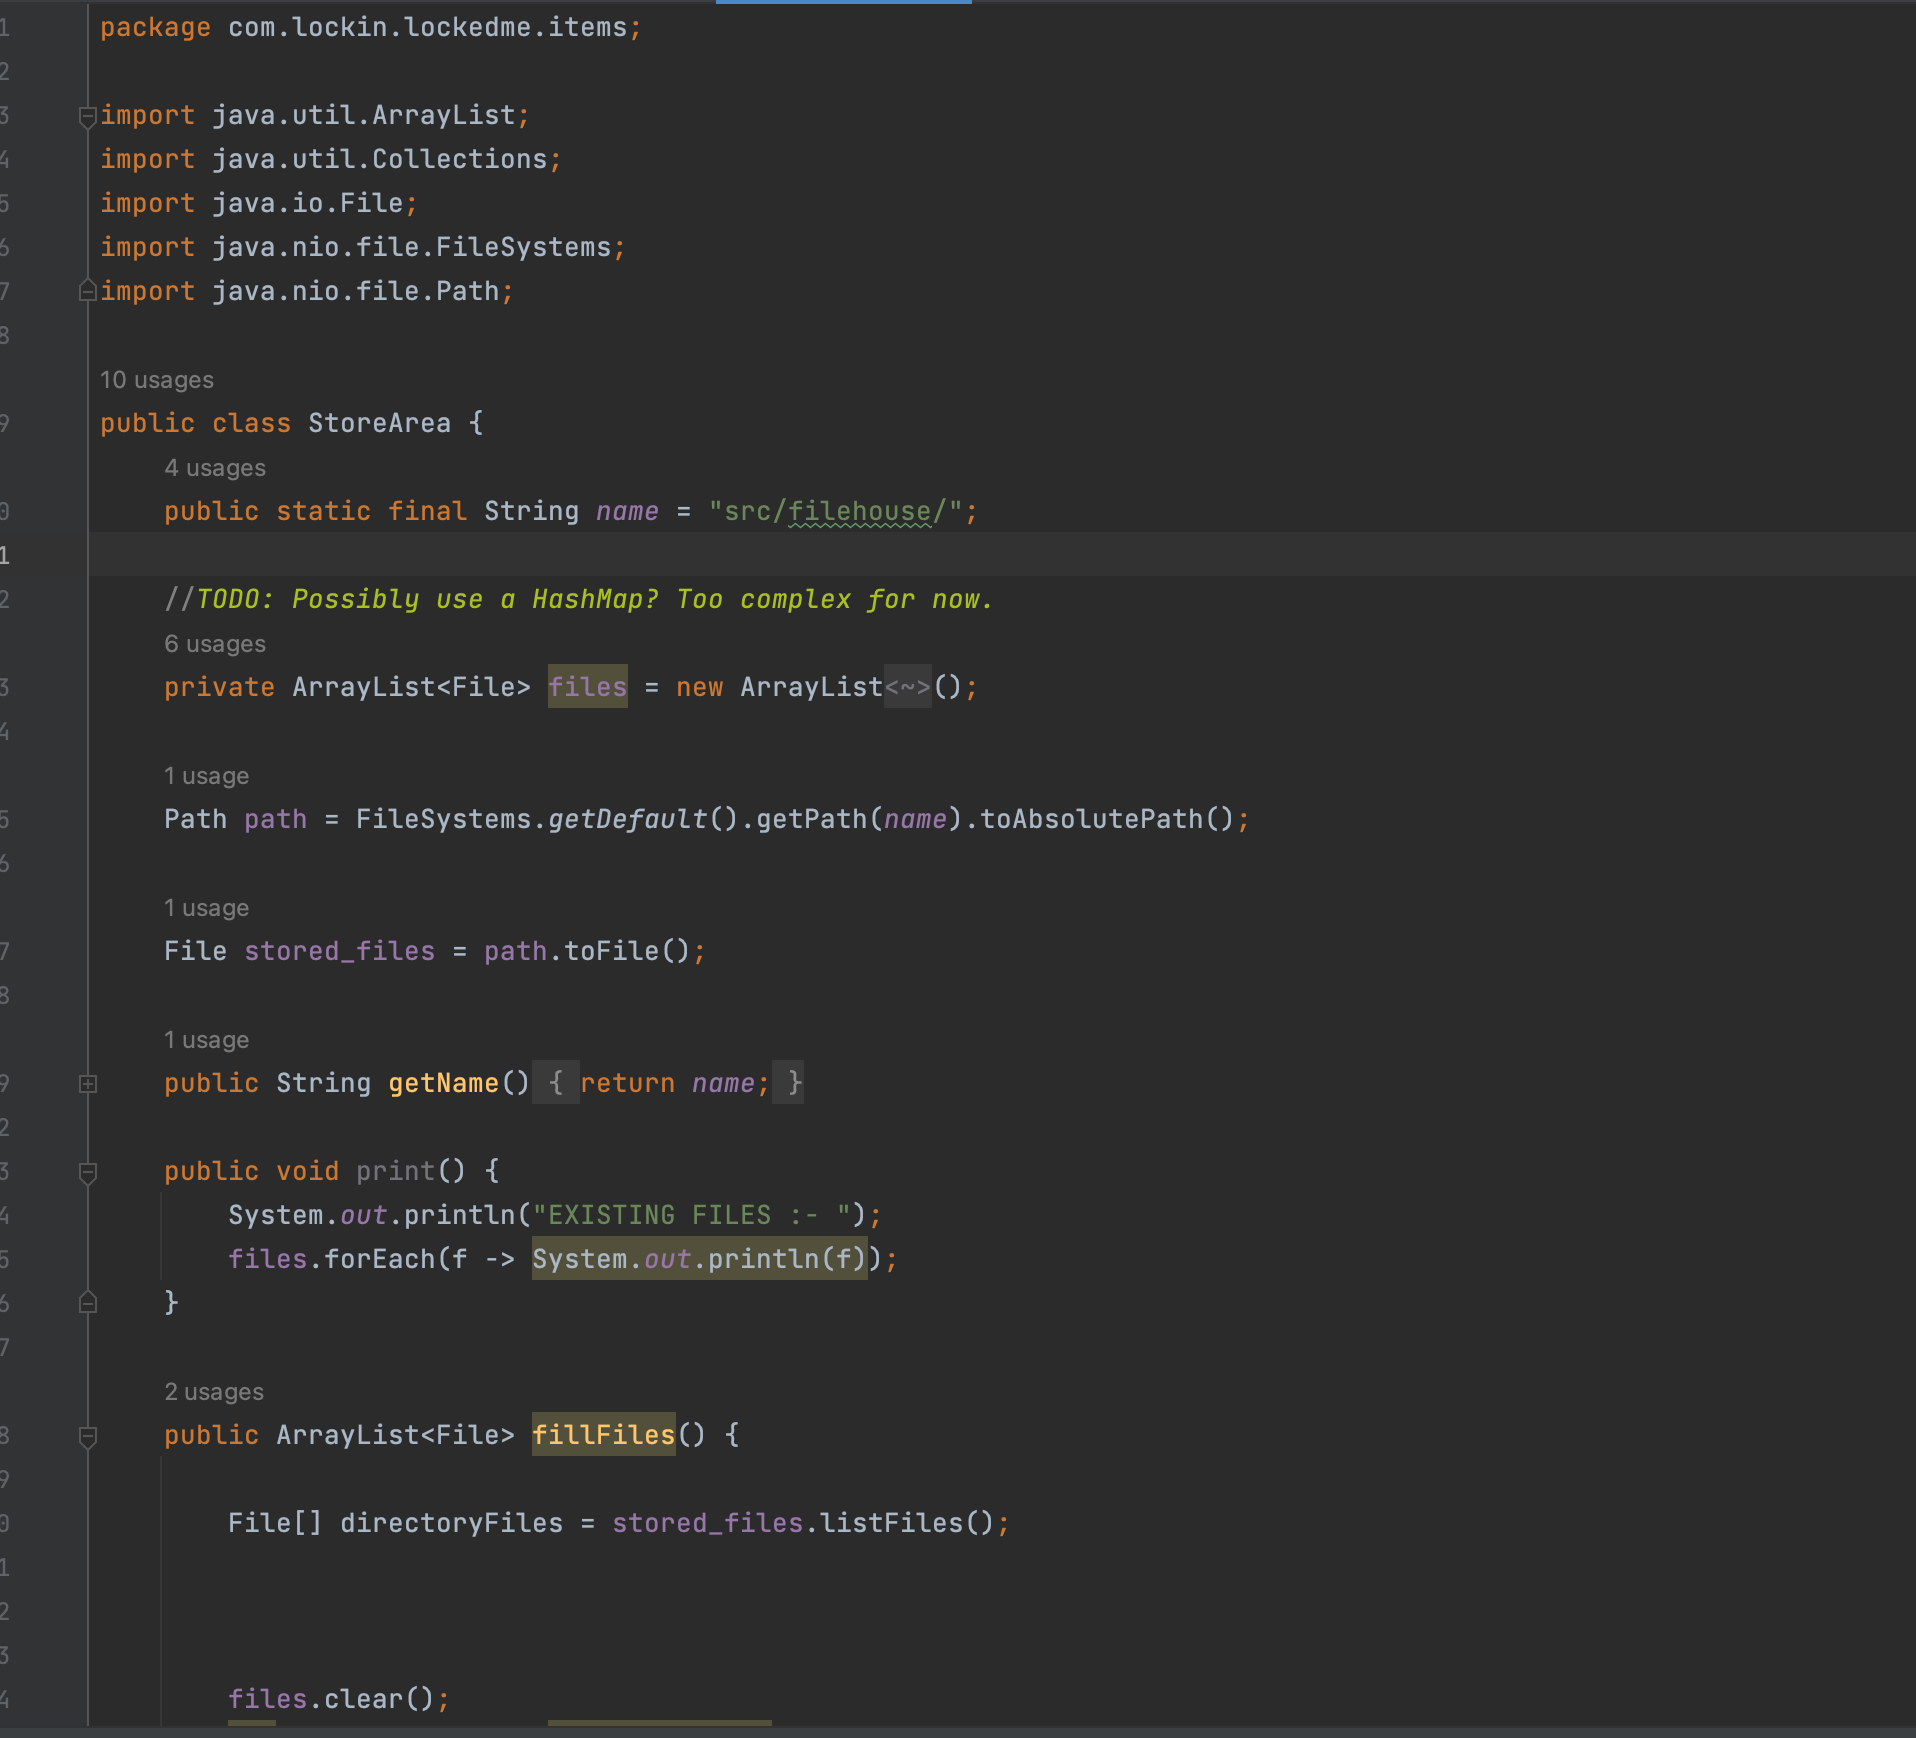 1 package com.lockin.lockedme.items;
2
3 import java.util.ArrayList;
4 import java.util.Collections;
5 import java.io.File;
6 import java.nio.file.FileSystems;
7 import java.nio.file.Path;
8
10 usages
9 public class StoreArea {
4 usages
0 public static final String name = "src/filehouse/";
1
2 //TODO: Possibly use a HashMap? Too complex for now.
6 usages
3 private ArrayList<File> files = new ArrayList<~>();
4
1 usage
5 Path path = FileSystems.getDefault().getPath(name).toAbsolutePath();
6
1 usage
7 File stored_files = path.toFile();
8
1 usage
9 public String getName() { return name; }
2
3 public void print() {
4 System.out.println("EXISTING FILES :- ");
5 files.forEach(f -> System.out.println(f));
6 }
7
2 usages
8 public ArrayList<File> fillFiles() {
9
0 File[] directoryFiles = stored_files.listFiles();
1
2
3
4 files.clear();